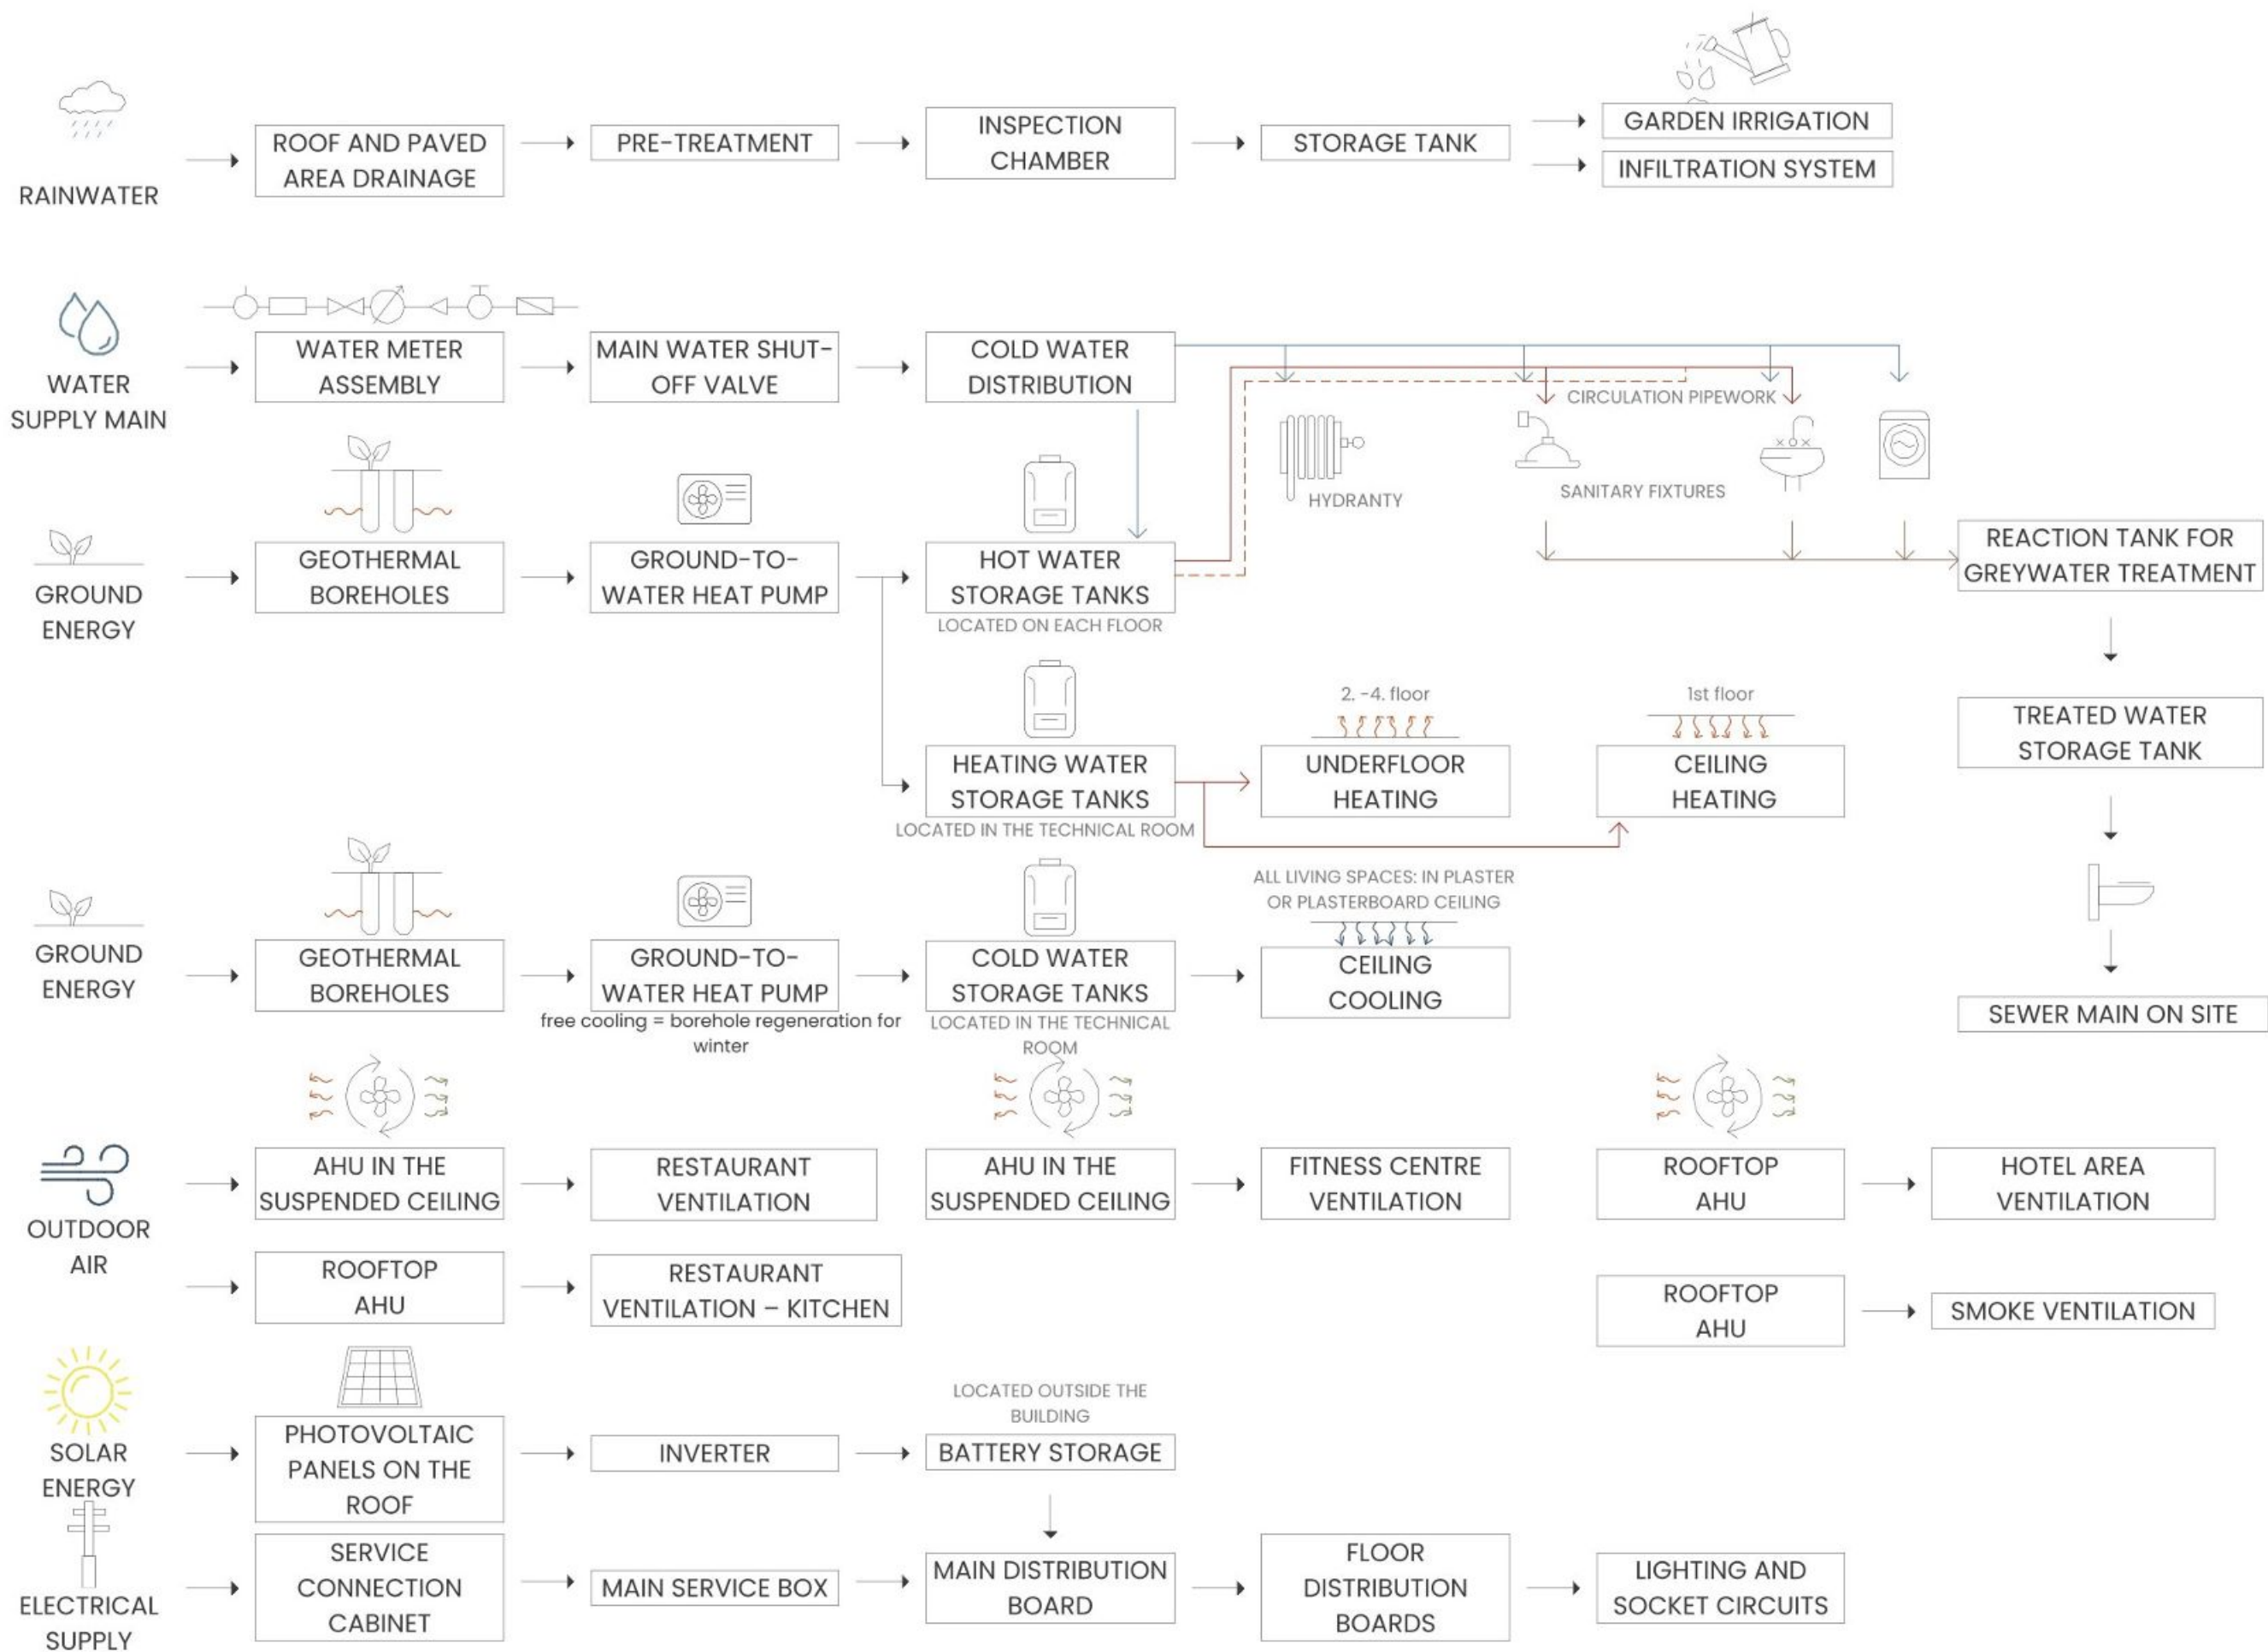 RAINWATER
ROOF AND PAVED
AREA DRAINAGE
PRE-TREATMENT
INSPECTION
CHAMBER
STORAGE TANK
GARDEN IRRIGATION
INFILTRATION SYSTEM
WATER
SUPPLY MAIN
WATER METER
ASSEMBLY
MAIN WATER SHUT-
OFF VALVE
COLD WATER
DISTRIBUTION
CIRCULATION PIPEWORK
HYDRANTY
SANITARY FIXTURES
GROUND
ENERGY
GEOTHERMAL
BOREHOLES
GROUND-TO-
WATER HEAT PUMP
HOT WATER
STORAGE TANKS
LOCATED ON EACH FLOOR
REACTION TANK FOR
GREYWATER TREATMENT
TREATED WATER
STORAGE TANK
SEWER MAIN ON SITE
HEATING WATER
STORAGE TANKS
LOCATED IN THE TECHNICAL ROOM
2. -4. floor
UNDERFLOOR
HEATING
1st floor
CEILING
HEATING
GROUND
ENERGY
GEOTHERMAL
BOREHOLES
GROUND-TO-
WATER HEAT PUMP
free cooling = borehole regeneration for
winter
COLD WATER
STORAGE TANKS
LOCATED IN THE TECHNICAL
ROOM
ALL LIVING SPACES: IN PLASTER
OR PLASTERBOARD CEILING
CEILING
COOLING
OUTDOOR
AIR
AHU IN THE
SUSPENDED CEILING
RESTAURANT
VENTILATION
AHU IN THE
SUSPENDED CEILING
FITNESS CENTRE
VENTILATION
ROOFTOP
AHU
HOTEL AREA
VENTILATION
ROOFTOP
AHU
RESTAURANT
VENTILATION – KITCHEN
ROOFTOP
AHU
SMOKE VENTILATION
SOLAR
ENERGY
PHOTOVOLTAIC
PANELS ON THE
ROOF
INVERTER
LOCATED OUTSIDE THE
BUILDING
BATTERY STORAGE
ELECTRICAL
SUPPLY
SERVICE
CONNECTION
CABINET
MAIN SERVICE BOX
MAIN DISTRIBUTION
BOARD
FLOOR
DISTRIBUTION
BOARDS
LIGHTING AND
SOCKET CIRCUITS